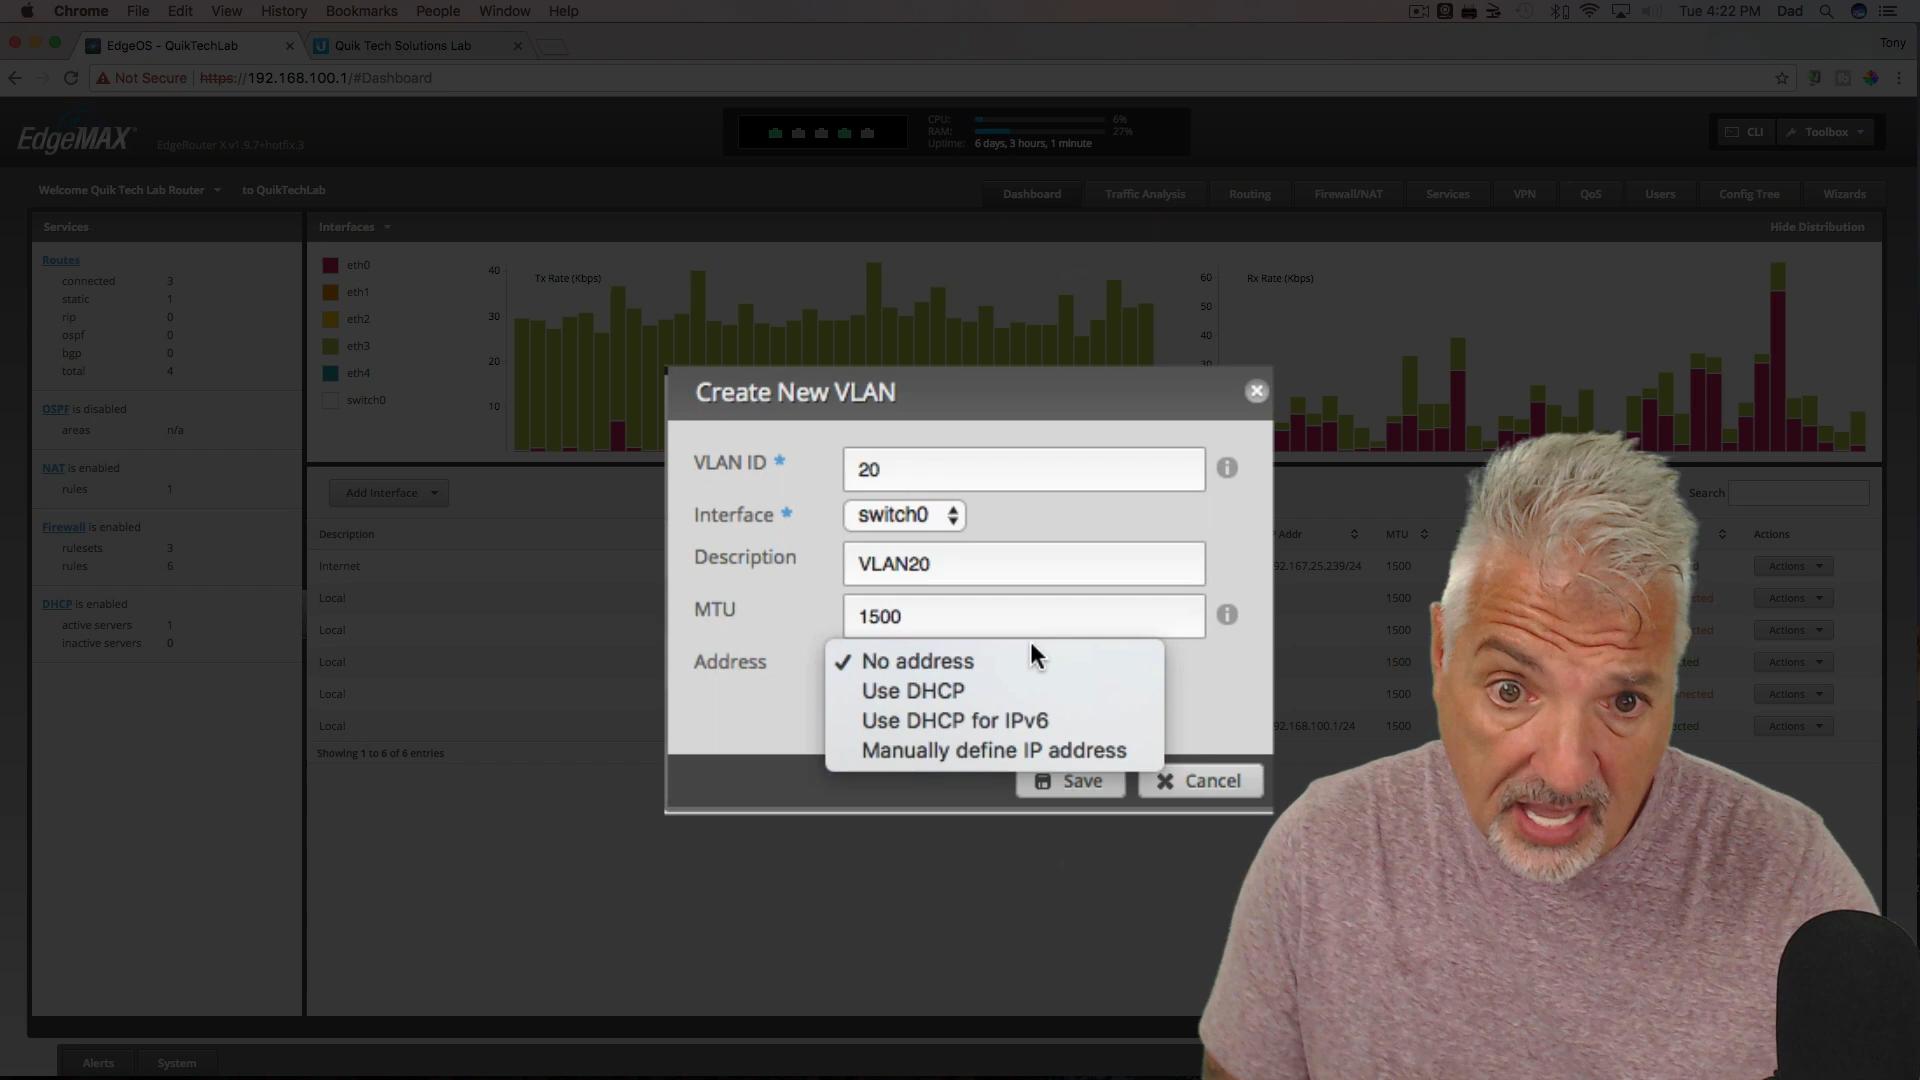 Chrome File Edit View History Bookmarks People Window Help Tue 4:22 PM Dad
EdgeOS - QuikTechLab Quik Tech Solutions Lab Tony
Not Secure https://192.168.100.1/#Dashboard
EdgeMAX EdgeRouter X v1.9.7+hotfix.3
CPU: 6%
RAM: 27%
Uptime: 6 days, 3 hours, 1 minute
CLI Toolbox
Welcome Quik Tech Lab Router to QuikTechLab
Dashboard Traffic Analysis Routing Firewall/NAT Services VPN QoS Users Config Tree Wizards
Services
Routes
connected 3
static 1
rip 0
ospf 0
bgp 0
total 4
OSPF is disabled
areas n/a
NAT is enabled
rules 1
Firewall is enabled
rulesets 3
rules 6
DHCP is enabled
active servers 1
inactive servers 0
Interfaces Hide Distribution
eth0
eth1
eth2
eth3
eth4
switch0
Tx Rate (Kbps)
40
30
20
10
Rx Rate (Kbps)
60
50
40
30
Add Interface Search
Description Addr MTU Actions
Internet 92.167.25.239/24 1500 Actions
Local 1500 Actions
Local 1500 Actions
Local 1500 Actions
Local 1500 Actions
Local 92.168.100.1/24 1500 Actions
Showing 1 to 6 of 6 entries
Create New VLAN
VLAN ID * 20
Interface * switch0
Description VLAN20
MTU 1500
Address
✓ No address
Use DHCP
Use DHCP for IPv6
Manually define IP address
Save Cancel
Alerts System